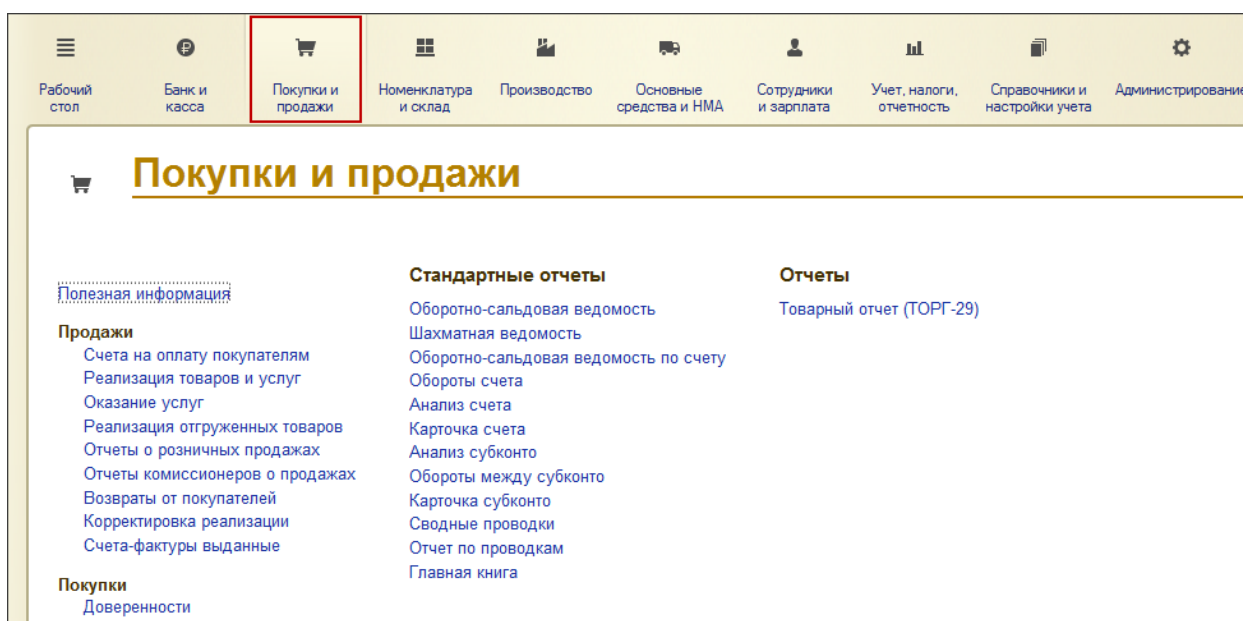 Рабочий стол
Банк и касса
Покупки и продажи
Номенклатура и склад
Производство
Основные средства и НМА
Сотрудники и зарплата
Учет, налоги, отчетность
Справочники и настройки учета
Администрирование
Покупки и продажи
Полезная информация
Продажи
Счета на оплату покупателям
Реализация товаров и услуг
Оказание услуг
Реализация отгруженных товаров
Отчеты о розничных продажах
Отчеты комиссионеров о продажах
Возвраты от покупателей
Корректировка реализации
Счета-фактуры выданные
Покупки
Доверенности
Стандартные отчеты
Оборотно-сальдовая ведомость
Шахматная ведомость
Оборотно-сальдовая ведомость по счету
Обороты счета
Анализ счета
Карточка счета
Анализ субконто
Обороты между субконто
Карточка субконто
Сводные проводки
Отчет по проводкам
Главная книга
Отчеты
Товарный отчет (ТОРГ-29)